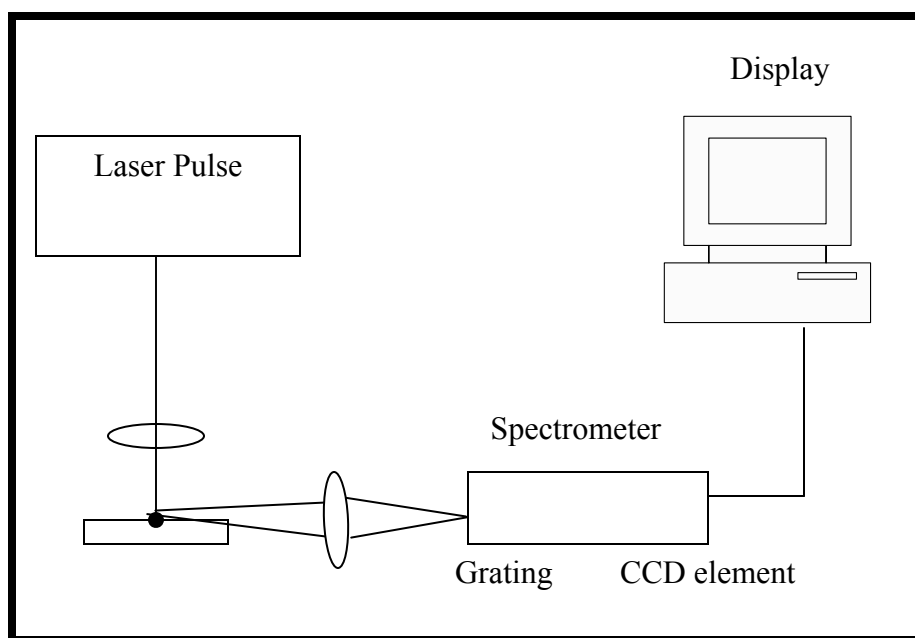 Display
Laser Pulse
Spectrometer
Grating
CCD element